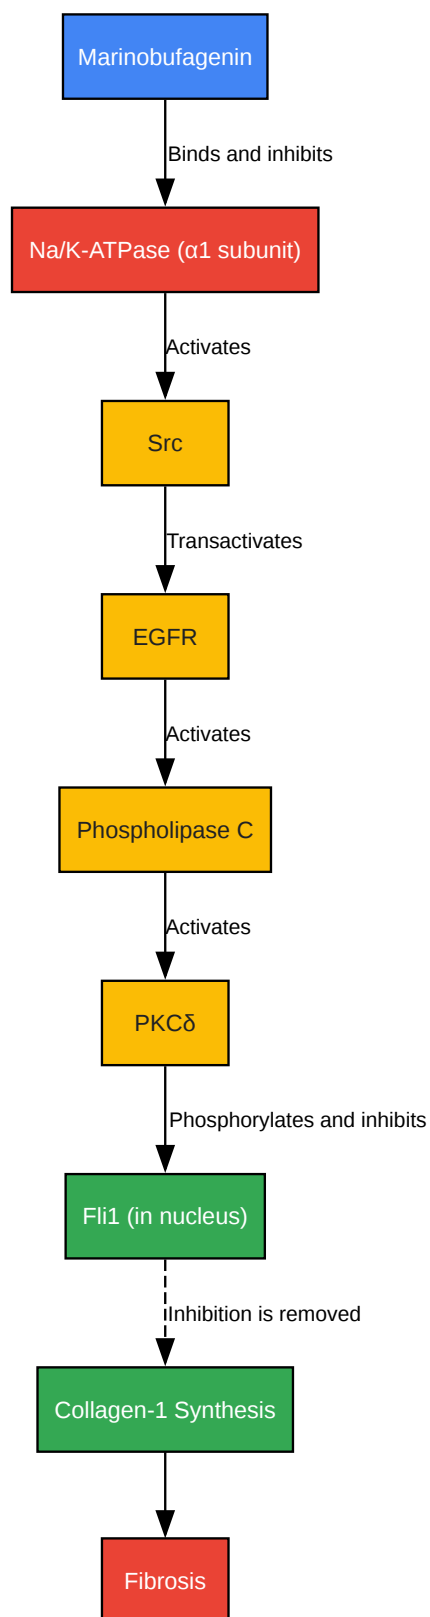 Marinobufagenin
Binds and inhibits
Na/K-ATPase (α1 subunit)
Activates
Src
Transactivates
EGFR
Activates
Phospholipase C
Activates
PKCδ
Phosphorylates and inhibits
Fli1 (in nucleus)
Inhibition is removed
Collagen-1 Synthesis
Fibrosis